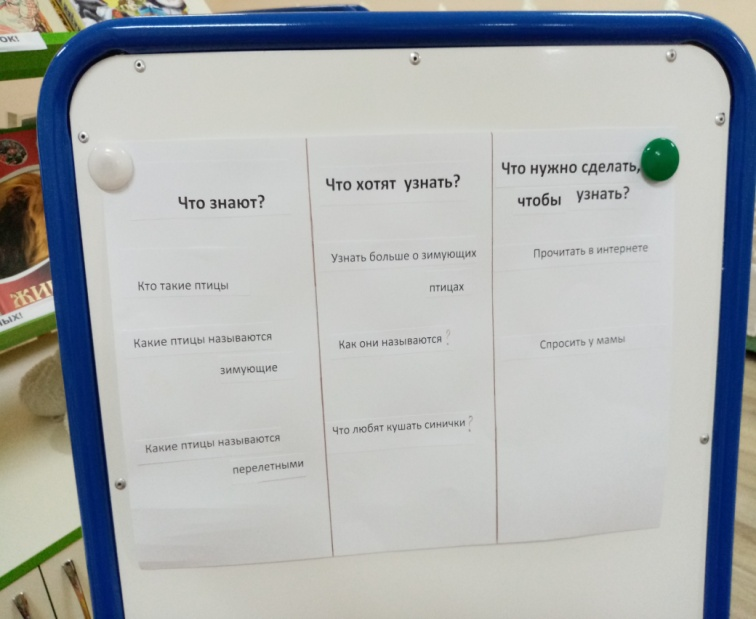 ОК!
ЖИ
ЫХ!
Что знают?
Кто такие птицы
Какие птицы называются
зимующие
Какие птицы называются
перелетными
Что хотят узнать?
Узнать больше о зимующих
птицах
Как они называются?
Что любят кушать синички?
Что нужно сделать,
чтобы узнать?
Прочитать в интернете
Спросить у мамы